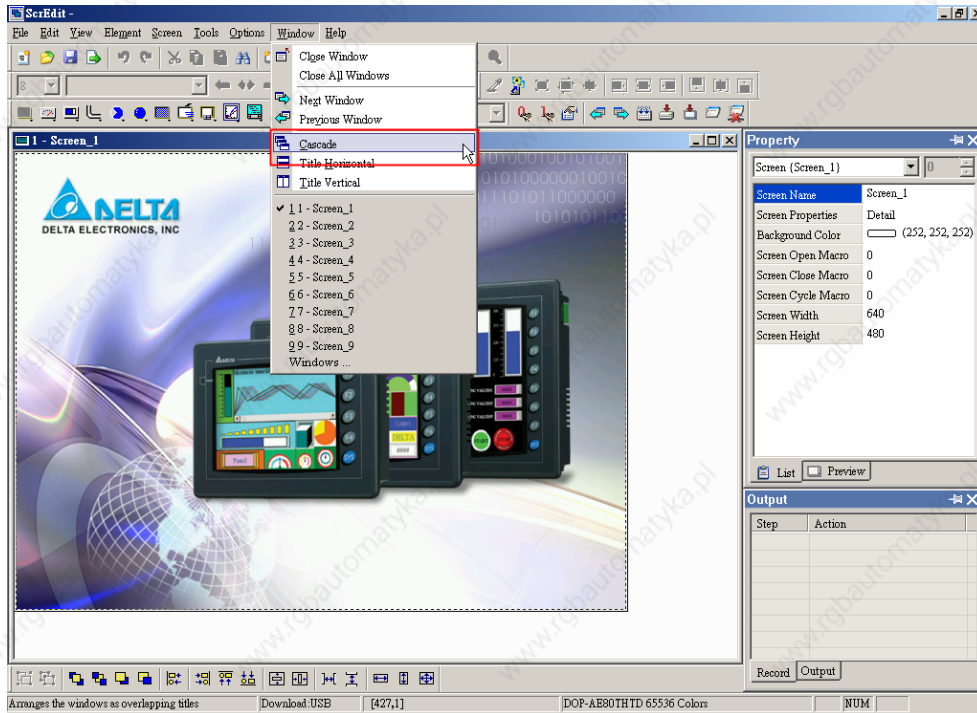 ScrEdit -
File Edit View Element Screen Tools Options Window Help
8
Close Window
Close All Windows
Next Window
Previous Window
Cascade
Title Horizontal
Title Vertical
1 1 - Screen_1
2 2 - Screen_2
3 3 - Screen_3
4 4 - Screen_4
5 5 - Screen_5
6 6 - Screen_6
7 7 - Screen_7
8 8 - Screen_8
9 9 - Screen_9
Windows ...
1 - Screen_1
DELTA
DELTA ELECTRONICS, INC
Panel
DELTA
START
Property
Screen {Screen_1}
0
Screen Name Screen_1
Screen Properties Detail
Background Color (252, 252, 252)
Screen Open Macro 0
Screen Close Macro 0
Screen Cycle Macro 0
Screen Width 640
Screen Height 480
List Preview
Output
Step Action
Record Output
Arranges the windows as overlapping titles Download:USB [427,1] DOP-AE80THTD 65536 Colors NUM
www.rgbautomatyka.pl